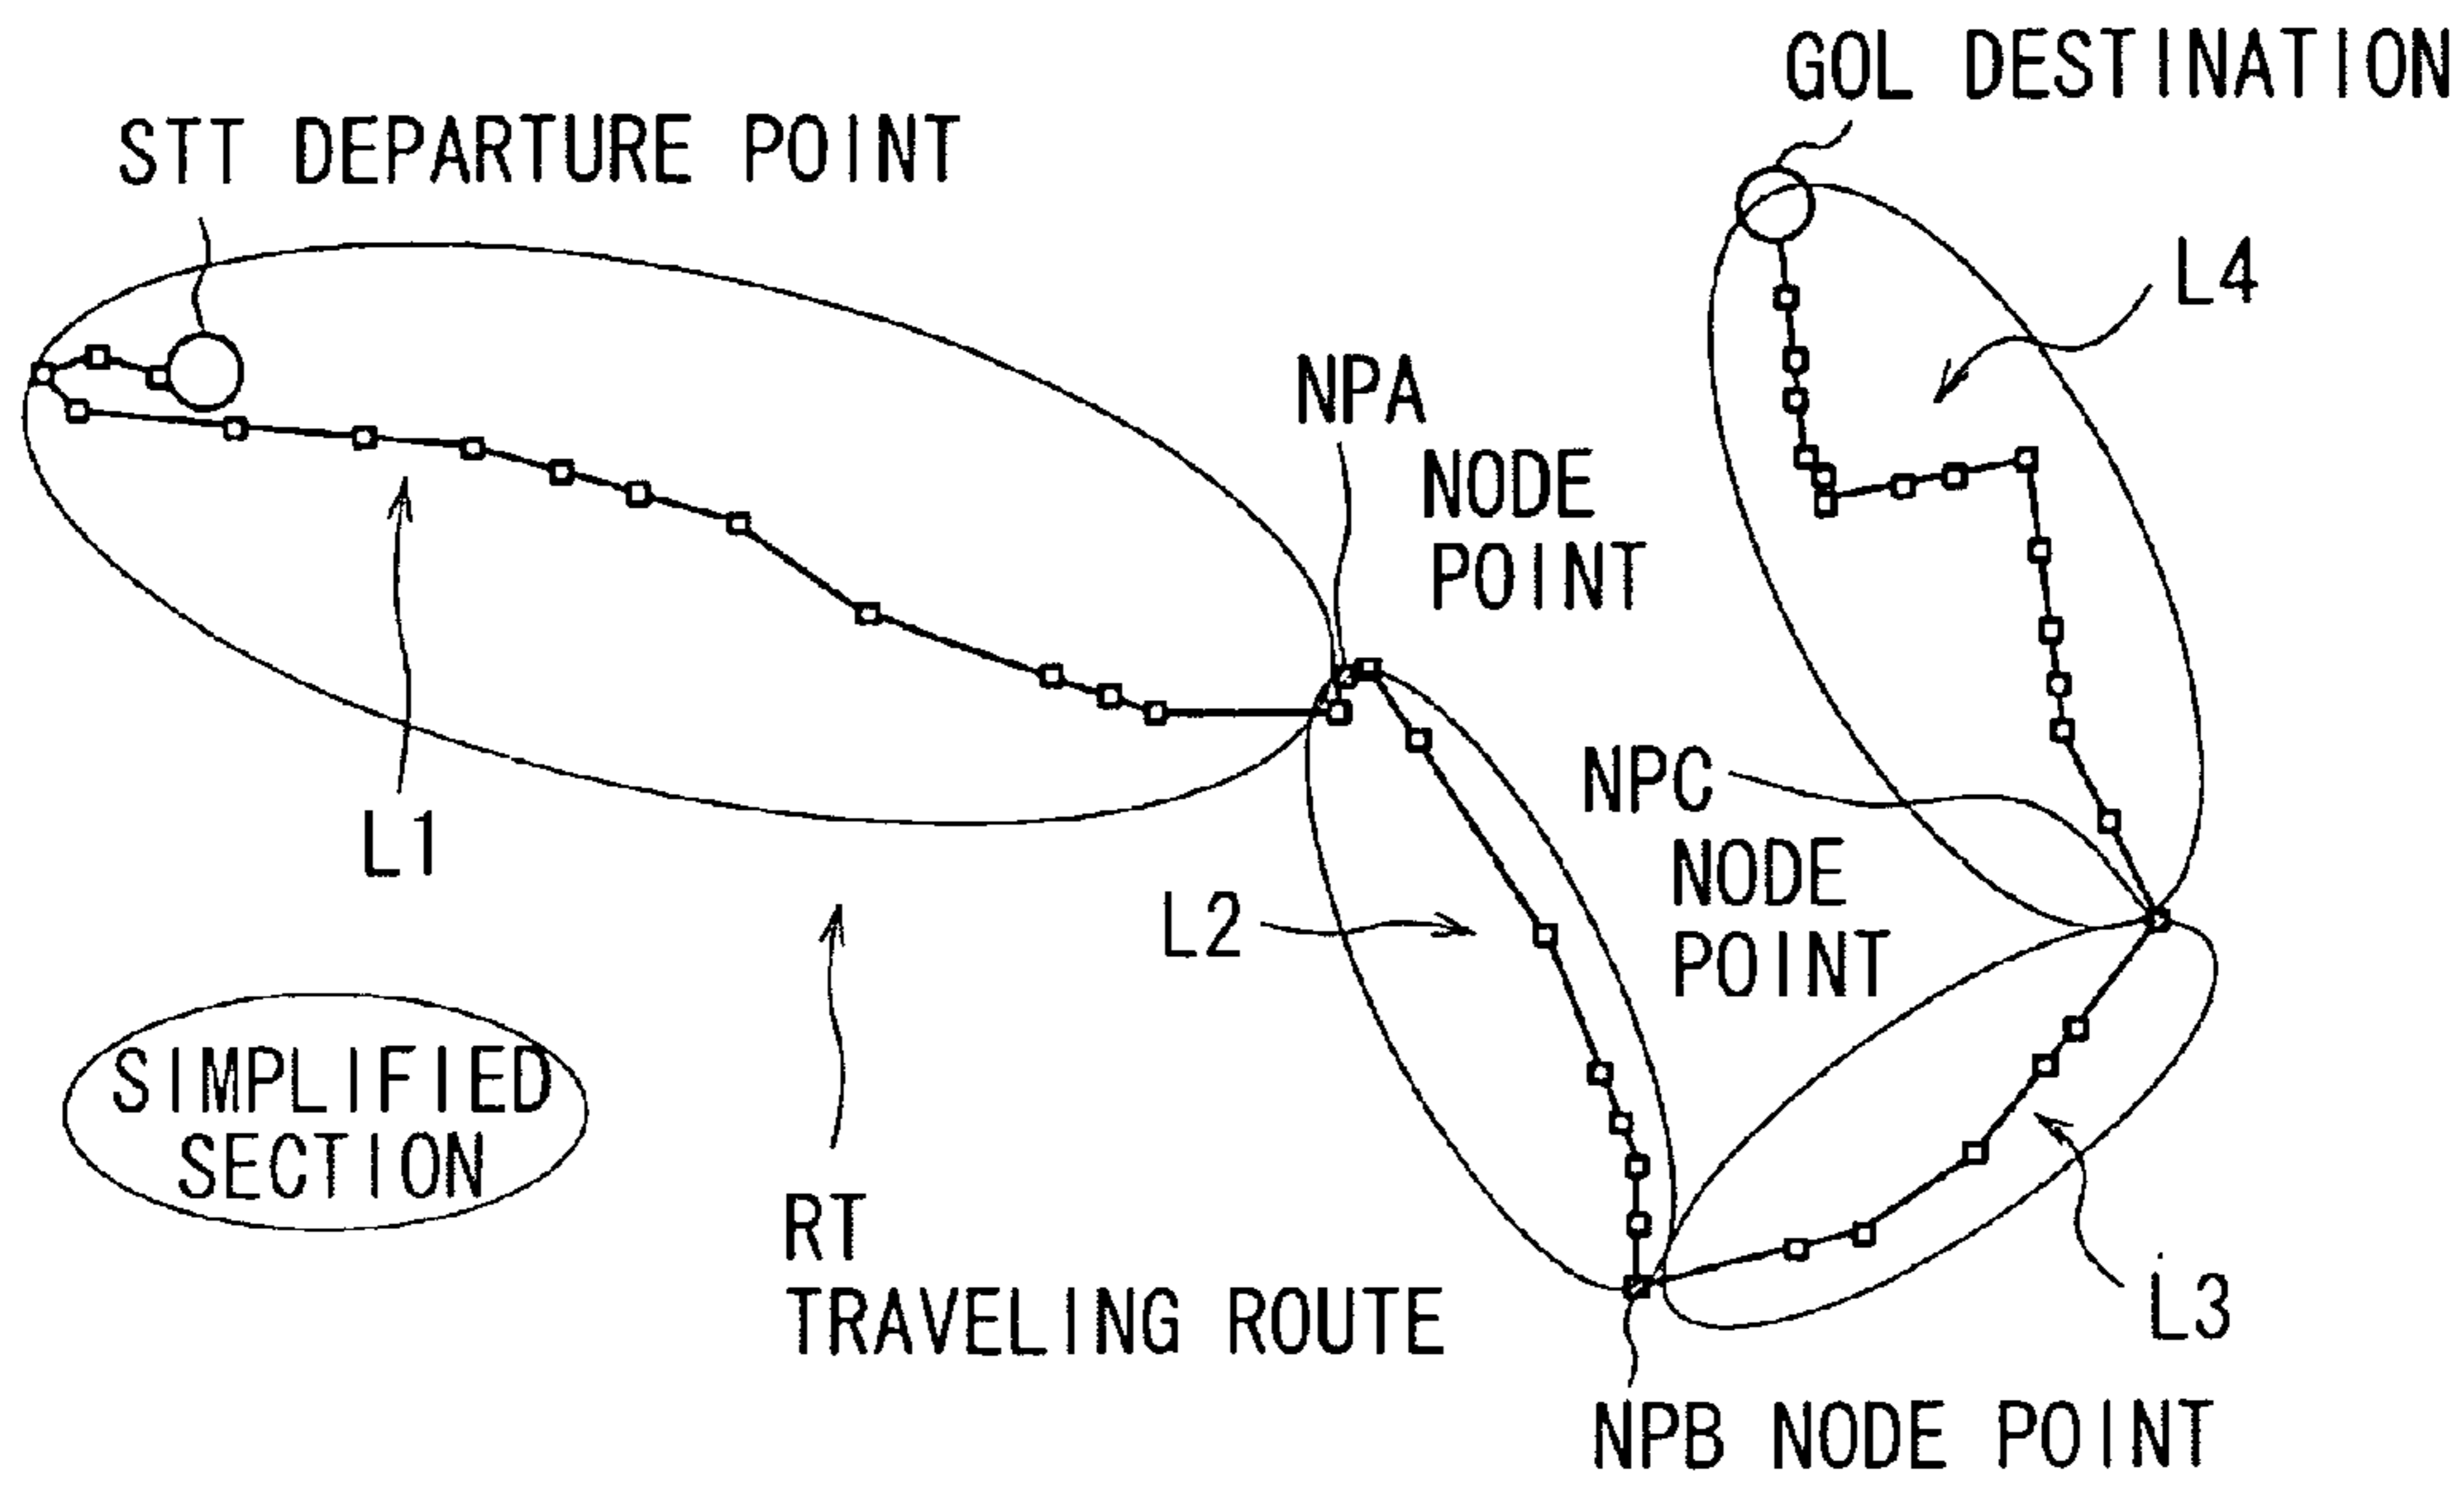 GOL DESTINATION
STT DEPARTURE POINT
L4
NPA
NODE
POINT
NPC
NODE
POINT
L1
L2
SIMPLIFIED
SECTION
RT
TRAVELING ROUTE
L3
NPB NODE POINT